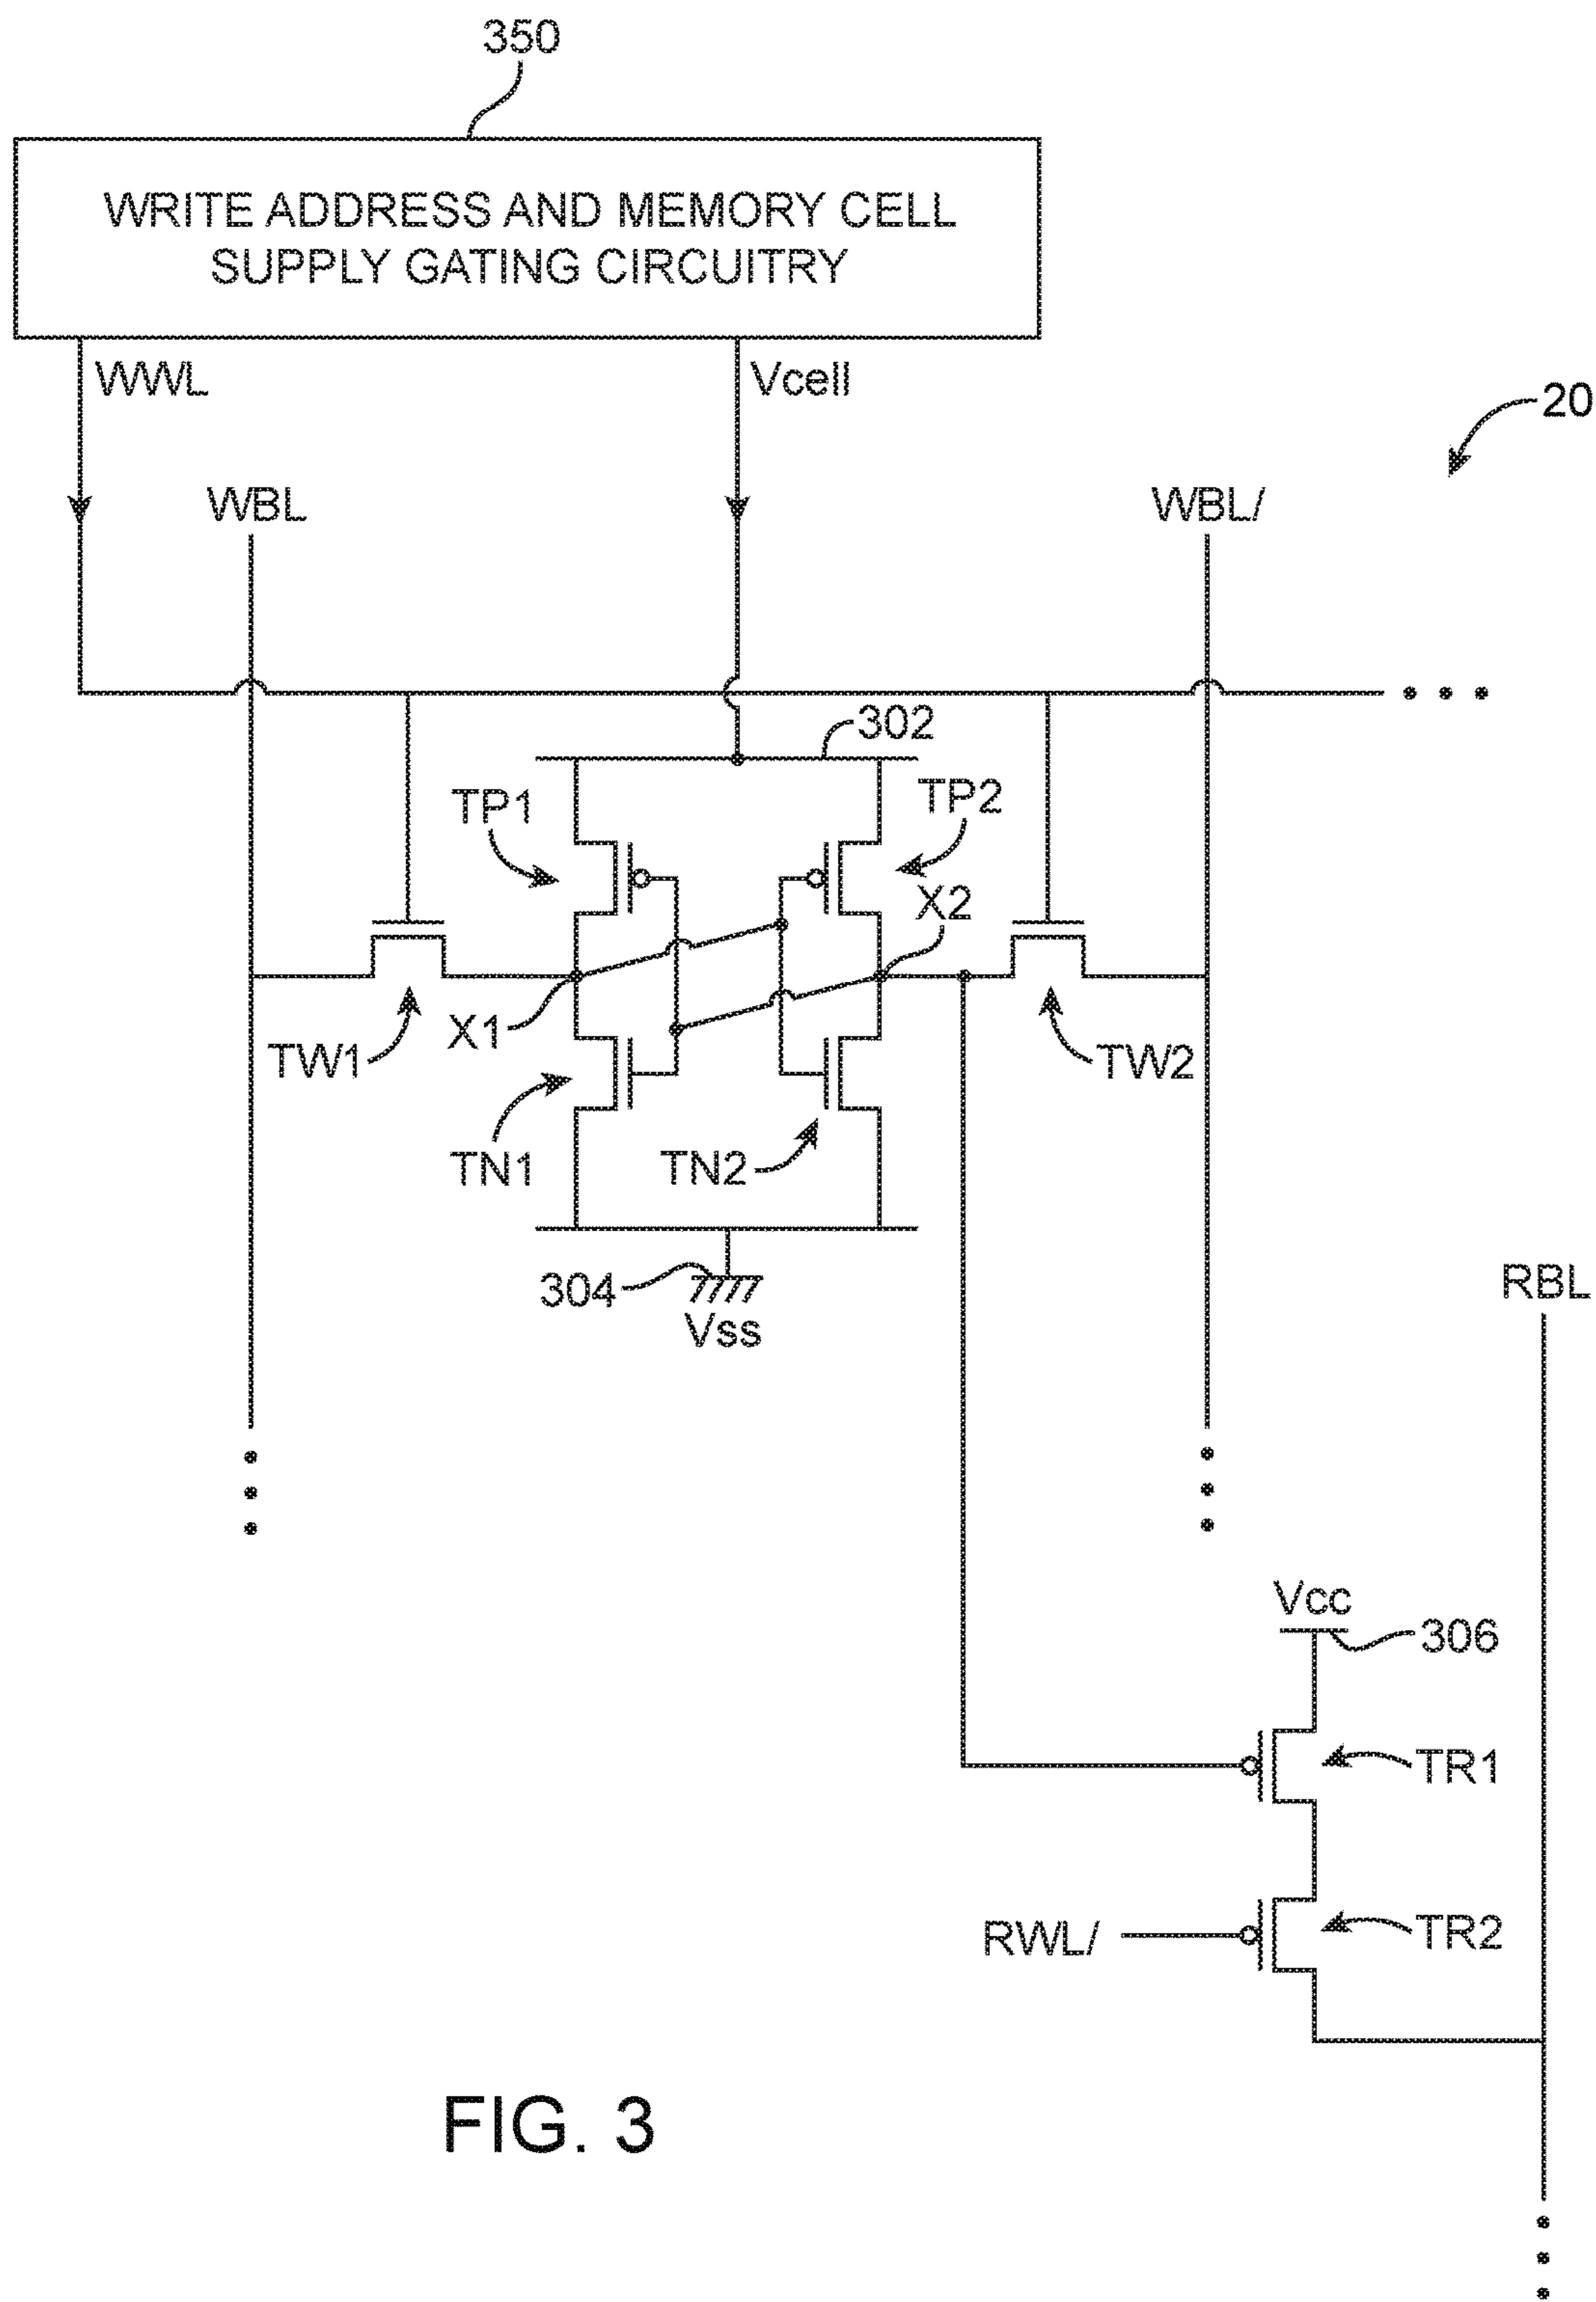 350
WRITE ADDRESS AND MEMORY CELL
SUPPLY GATING CIRCUITRY
WWL
Vcell
20
WBL
WBL/
302
TP1
TP2
X2
X1
TW1
TW2
TN1
TN2
304
Vss
RBL
Vcc
306
TR1
RWL/
TR2
FIG. 3